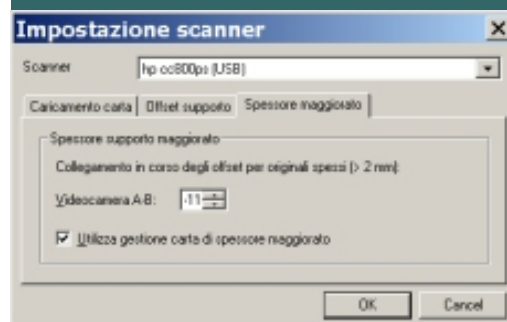 Impostazione scanner
Scanner hp cc800ps (USB)
Caricamento carta Offset supporto Spessore maggiorato
Spessore supporto maggiorato
Collegamento in corso degli offset per originali spessi (> 2 mm):
Videocamera A-B: -11
Utilizza gestione carta di spessore maggiorato
OK Cancel